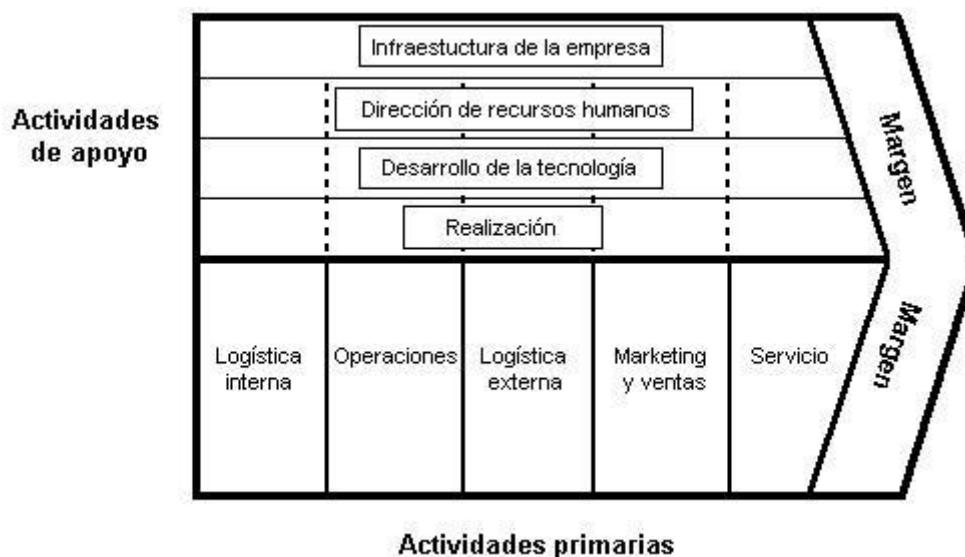 Infraestuctura de la empresa
Actividades
de apoyo
Dirección de recursos humanos
Desarrollo de la tecnología
Realización
Margen
Margen
Logística
interna
Operaciones
Logística
externa
Marketing
y ventas
Servicio
Actividades primarias